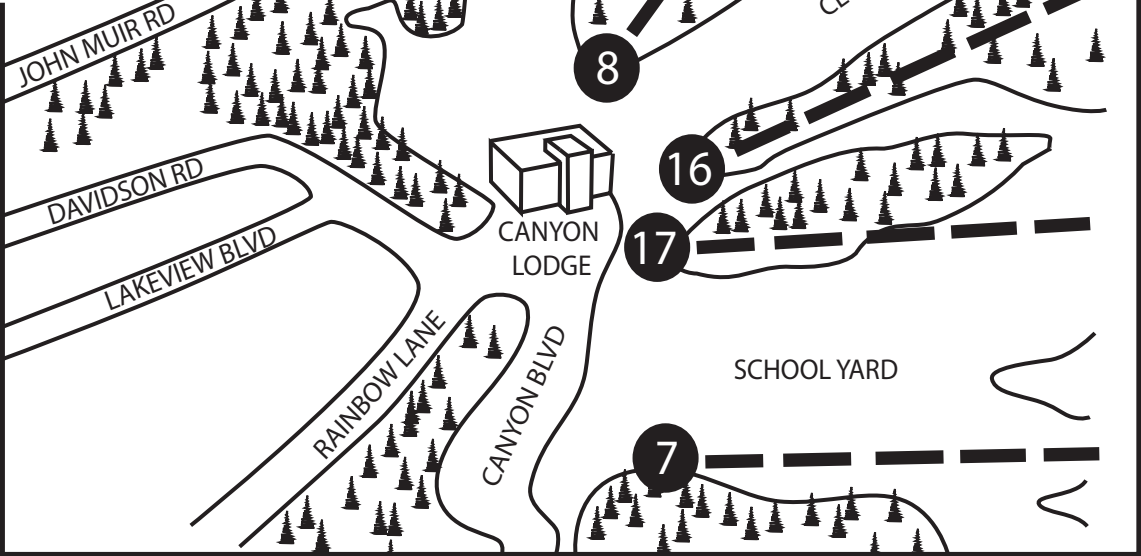 JOHN MUIR RD
8
16
DAVIDSON RD
CANYON
LODGE
17
LAKEVIEW BLVD
RAINBOW LANE
CANYON BLVD
SCHOOL YARD
7